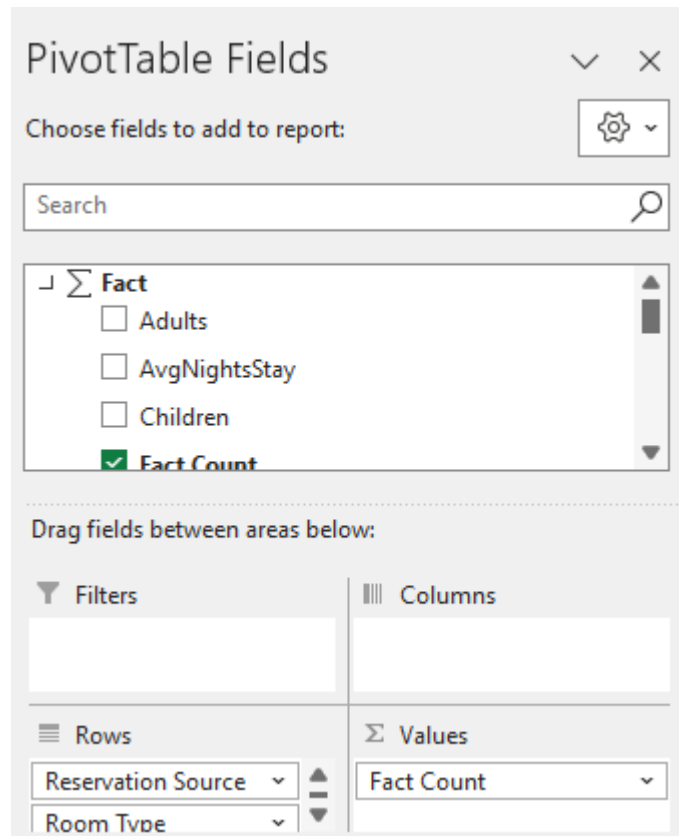 PivotTable Fields
Choose fields to add to report:
Search
Fact
Adults
AvgNightsStay
Children
Fact Count
Drag fields between areas below:
Filters
Columns
Rows
Σ Values
Reservation Source
Fact Count
Room Type